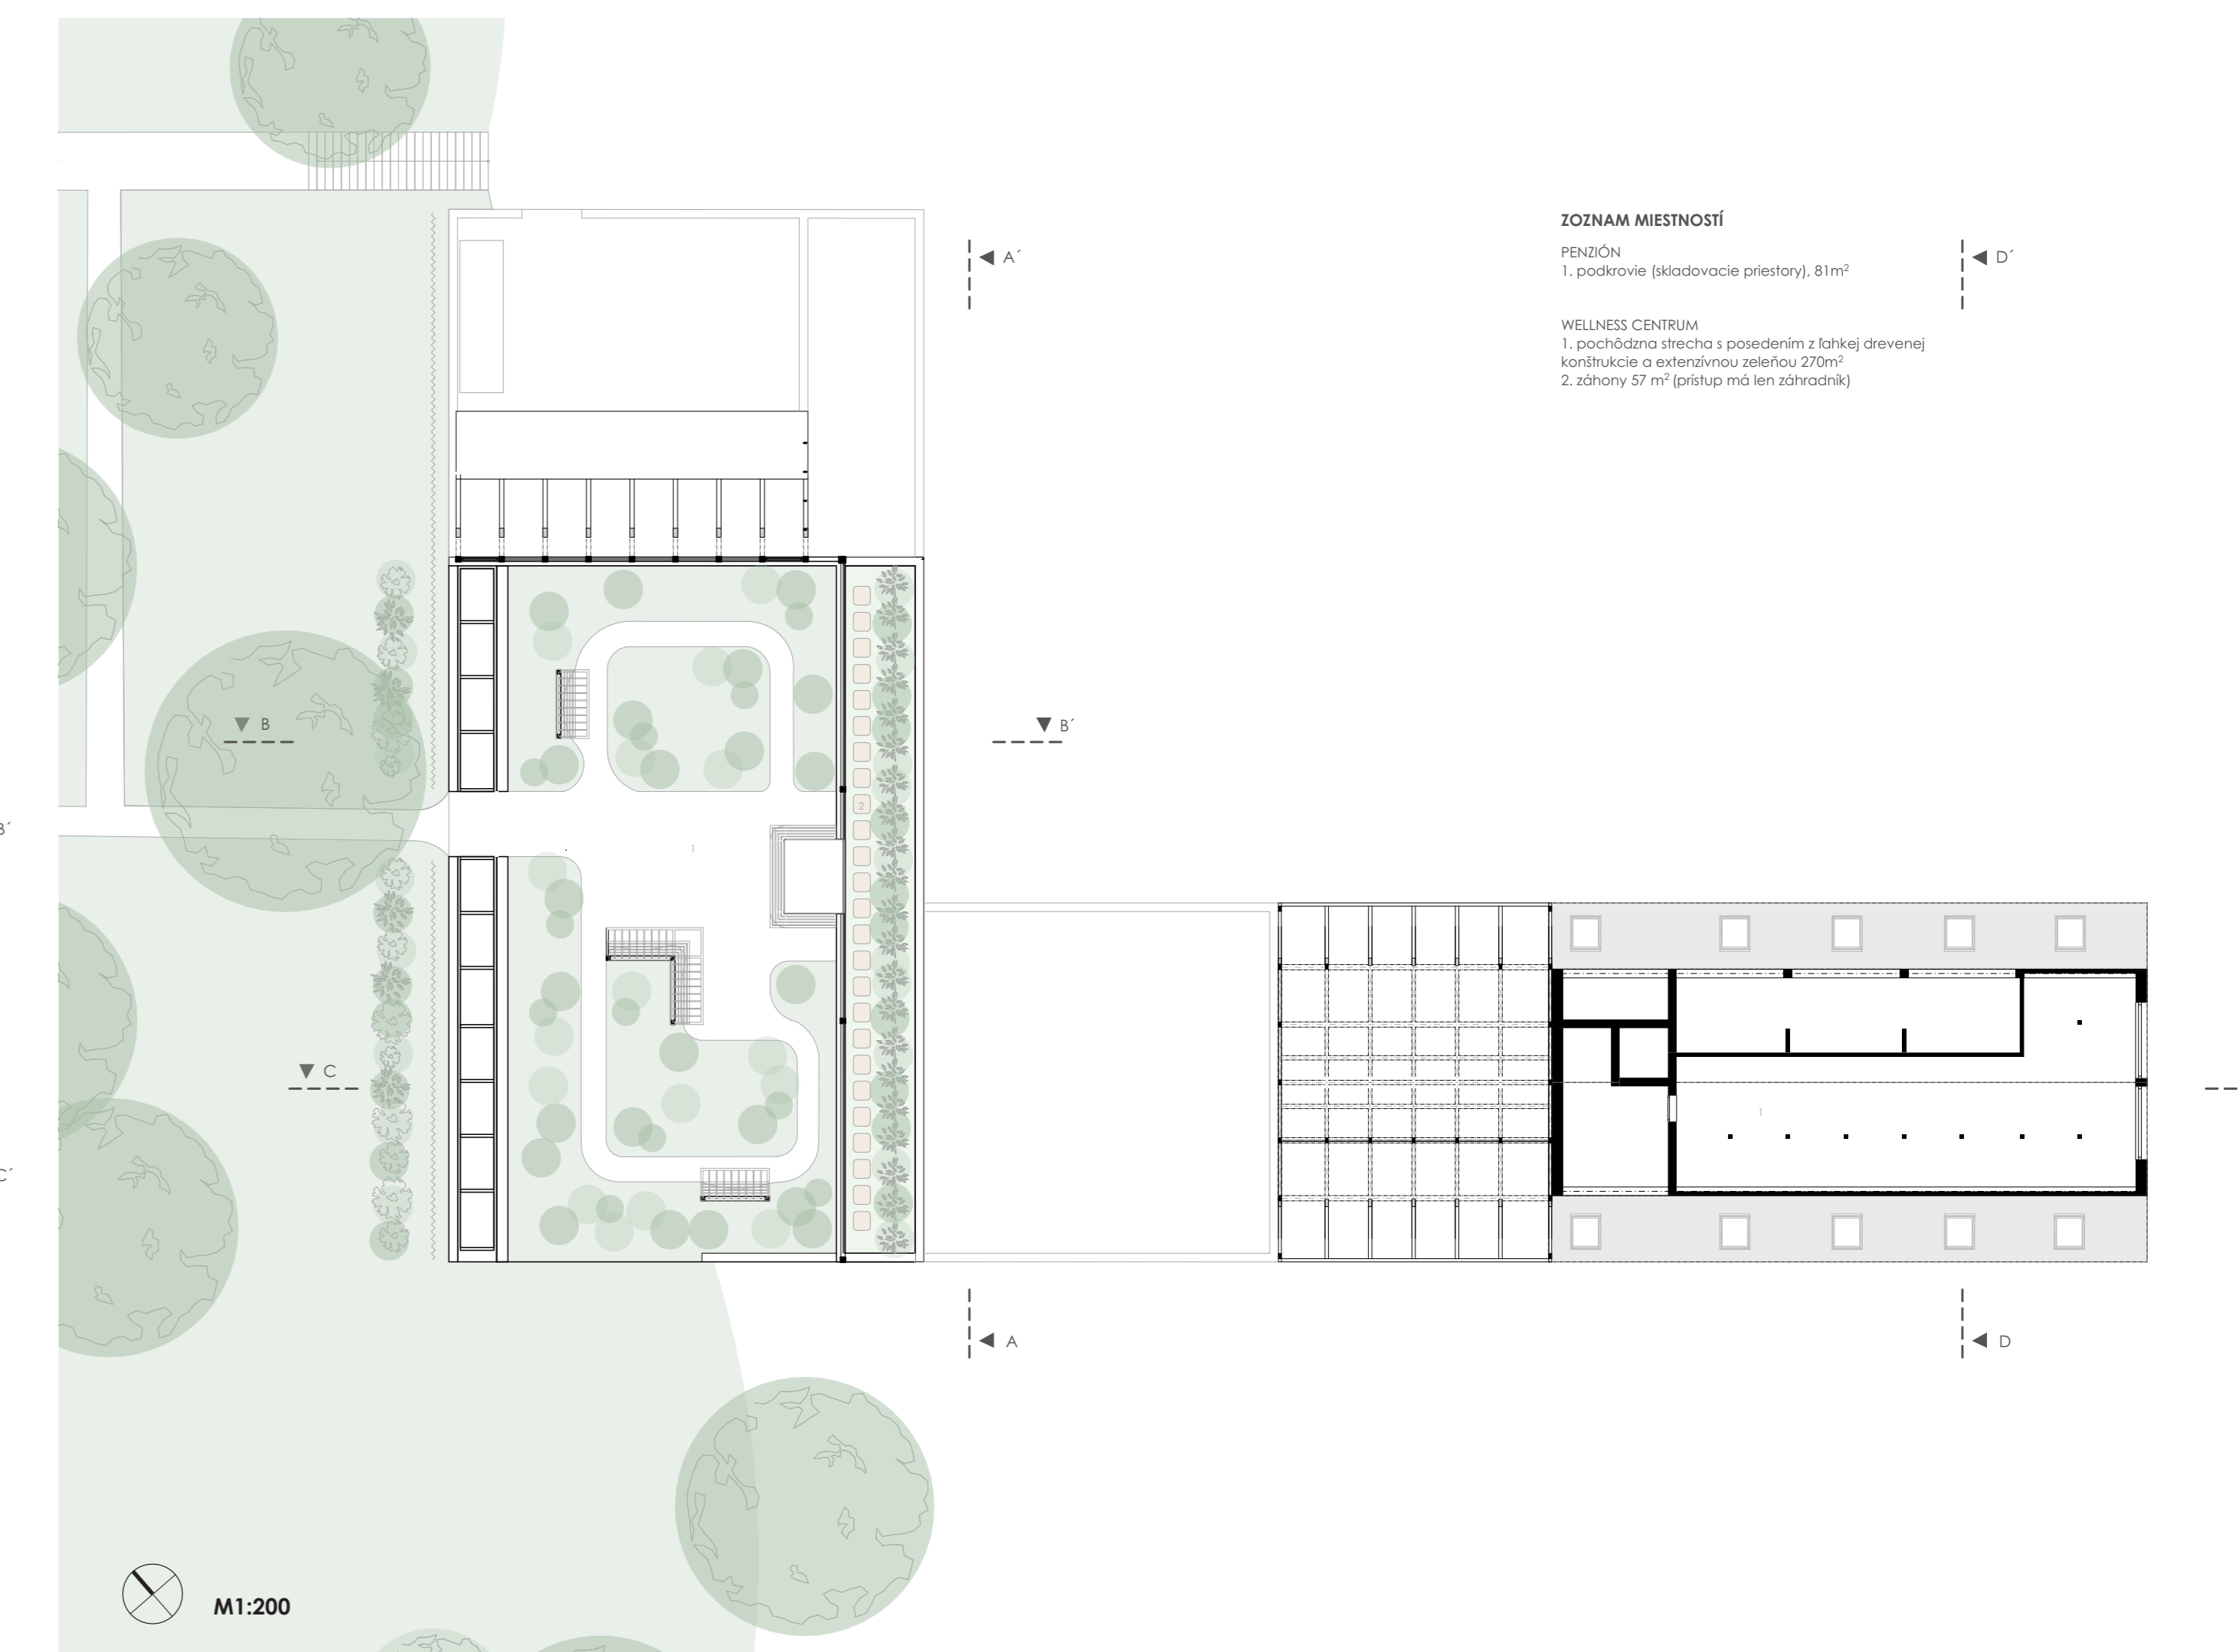 ZOZNAM MIESTNOSTÍ
PENZIÓN
1. podkrovie (skladovacie priestory), 81m²
WELLNESS CENTRUM
1. pochôdzna strecha s posedením z ľahkej drevenej
konštrukcie a extenzívnou zeleňou 270m²
2. záhony 57 m² (prístup má len záhradník)
A´
D´
B
B´
2
B´
1
C
1
C´
A
D
M1:200